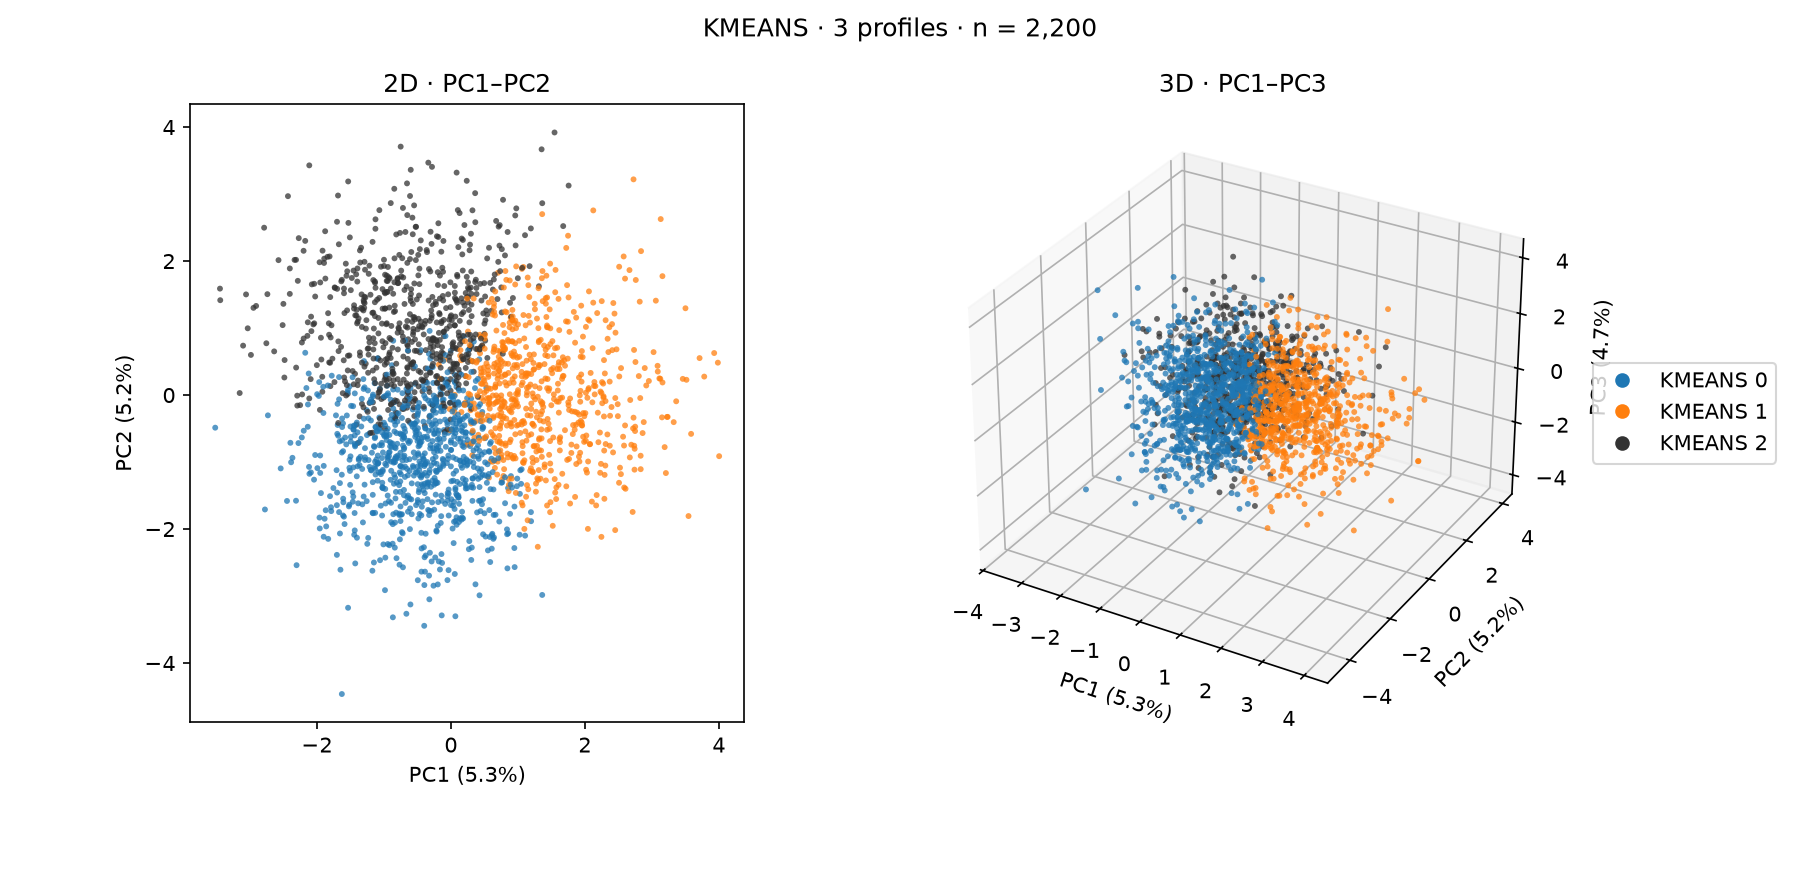 KMEANS · 3 profiles · n = 2,200
2D · PC1–PC2
4
2
0
−2
−4
−2
0
2
4
PC2 (5.2%)
PC1 (5.3%)
3D · PC1–PC3
4
2
0
−2
−4
PC3 (4.7%)
4
2
0
−2
−4
PC2 (5.2%)
−4
−3
−2
−1
0
1
2
3
4
PC1 (5.3%)
KMEANS 0
KMEANS 1
KMEANS 2